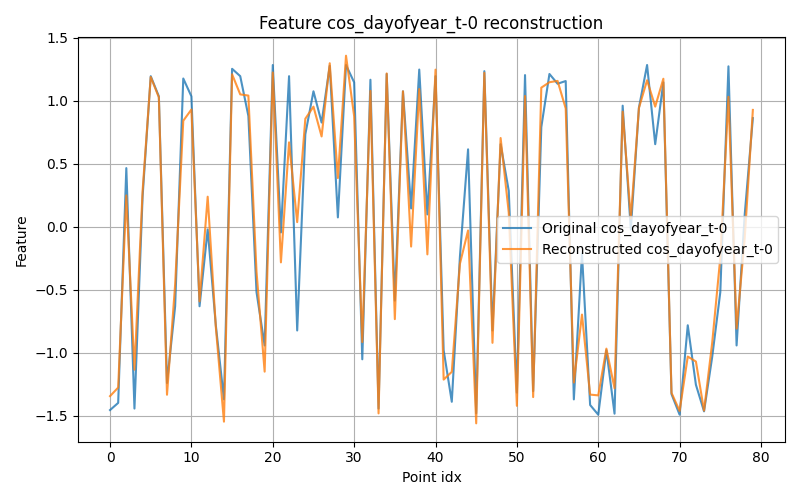 Feature cos_dayofyear_t-0 reconstruction
1.5
1.0
0.5
0.0
−0.5
−1.0
−1.5
Feature
Original cos_dayofyear_t-0
Reconstructed cos_dayofyear_t-0
0 10 20 30 40 50 60 70 80
Point idx